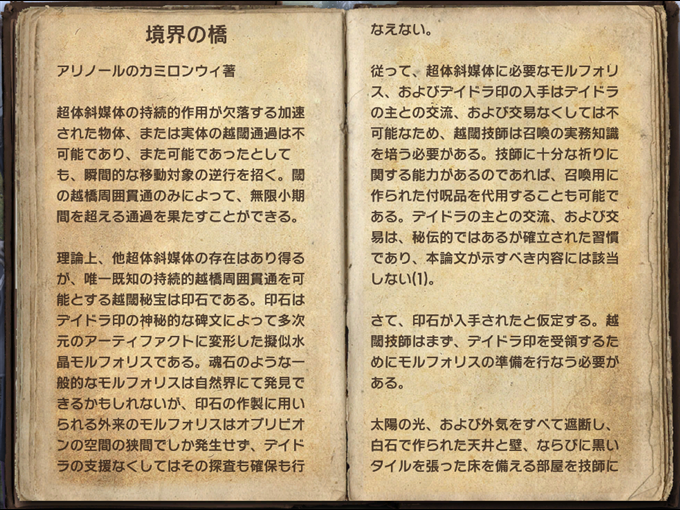 境界の橋
アリノールのカミロンウィ著
超体斜媒体の持続的作用が欠落する加速
された物体、または実体の越閾通過は不
可能であり、また可能であったとして
も、瞬間的な移動対象の逆行を招く。閾
の越橋周囲貫通のみによって、無限小期
間を超える通過を果たすことができる。
理論上、他超体斜媒体の存在はあり得る
が、唯一既知の持続的越橋周囲貫通を可
能とする越閾秘宝は印石である。印石は
デイドラ印の神秘的な碑文によって多次
元のアーティファクトに変形した擬似水
晶モルフォリスである。魂石のような一
般的なモルフォリスは自然界にて発見で
きるかもしれないが、印石の作製に用い
られる外来のモルフォリスはオブリビオ
ンの空間の狭間でしか発生せず、デイド
ラの支援なくしてはその探査も確保も行
なえない。
従って、超体斜媒体に必要なモルフォリ
ス、およびデイドラ印の入手はデイドラ
の主との交流、および交易なくしては不
可能なため、越閾技師は召喚の実務知識
を培う必要がある。技師に十分な祈りに
関する能力があるのであれば、召喚用に
作られた付呪品を代用することも可能で
ある。デイドラの主との交流、および交
易は、秘伝的ではあるが確立された習慣
であり、本論文が示すべき内容には該当
しない(1)。
さて、印石が入手されたと仮定する。越
閾技師はまず、デイドラ印を受領するた
めにモルフォリスの準備を行なう必要が
ある。
太陽の光、および外気をすべて遮断し、
白石で作られた天井と壁、ならびに黒い
タイルを張った床を備える部屋を技師に